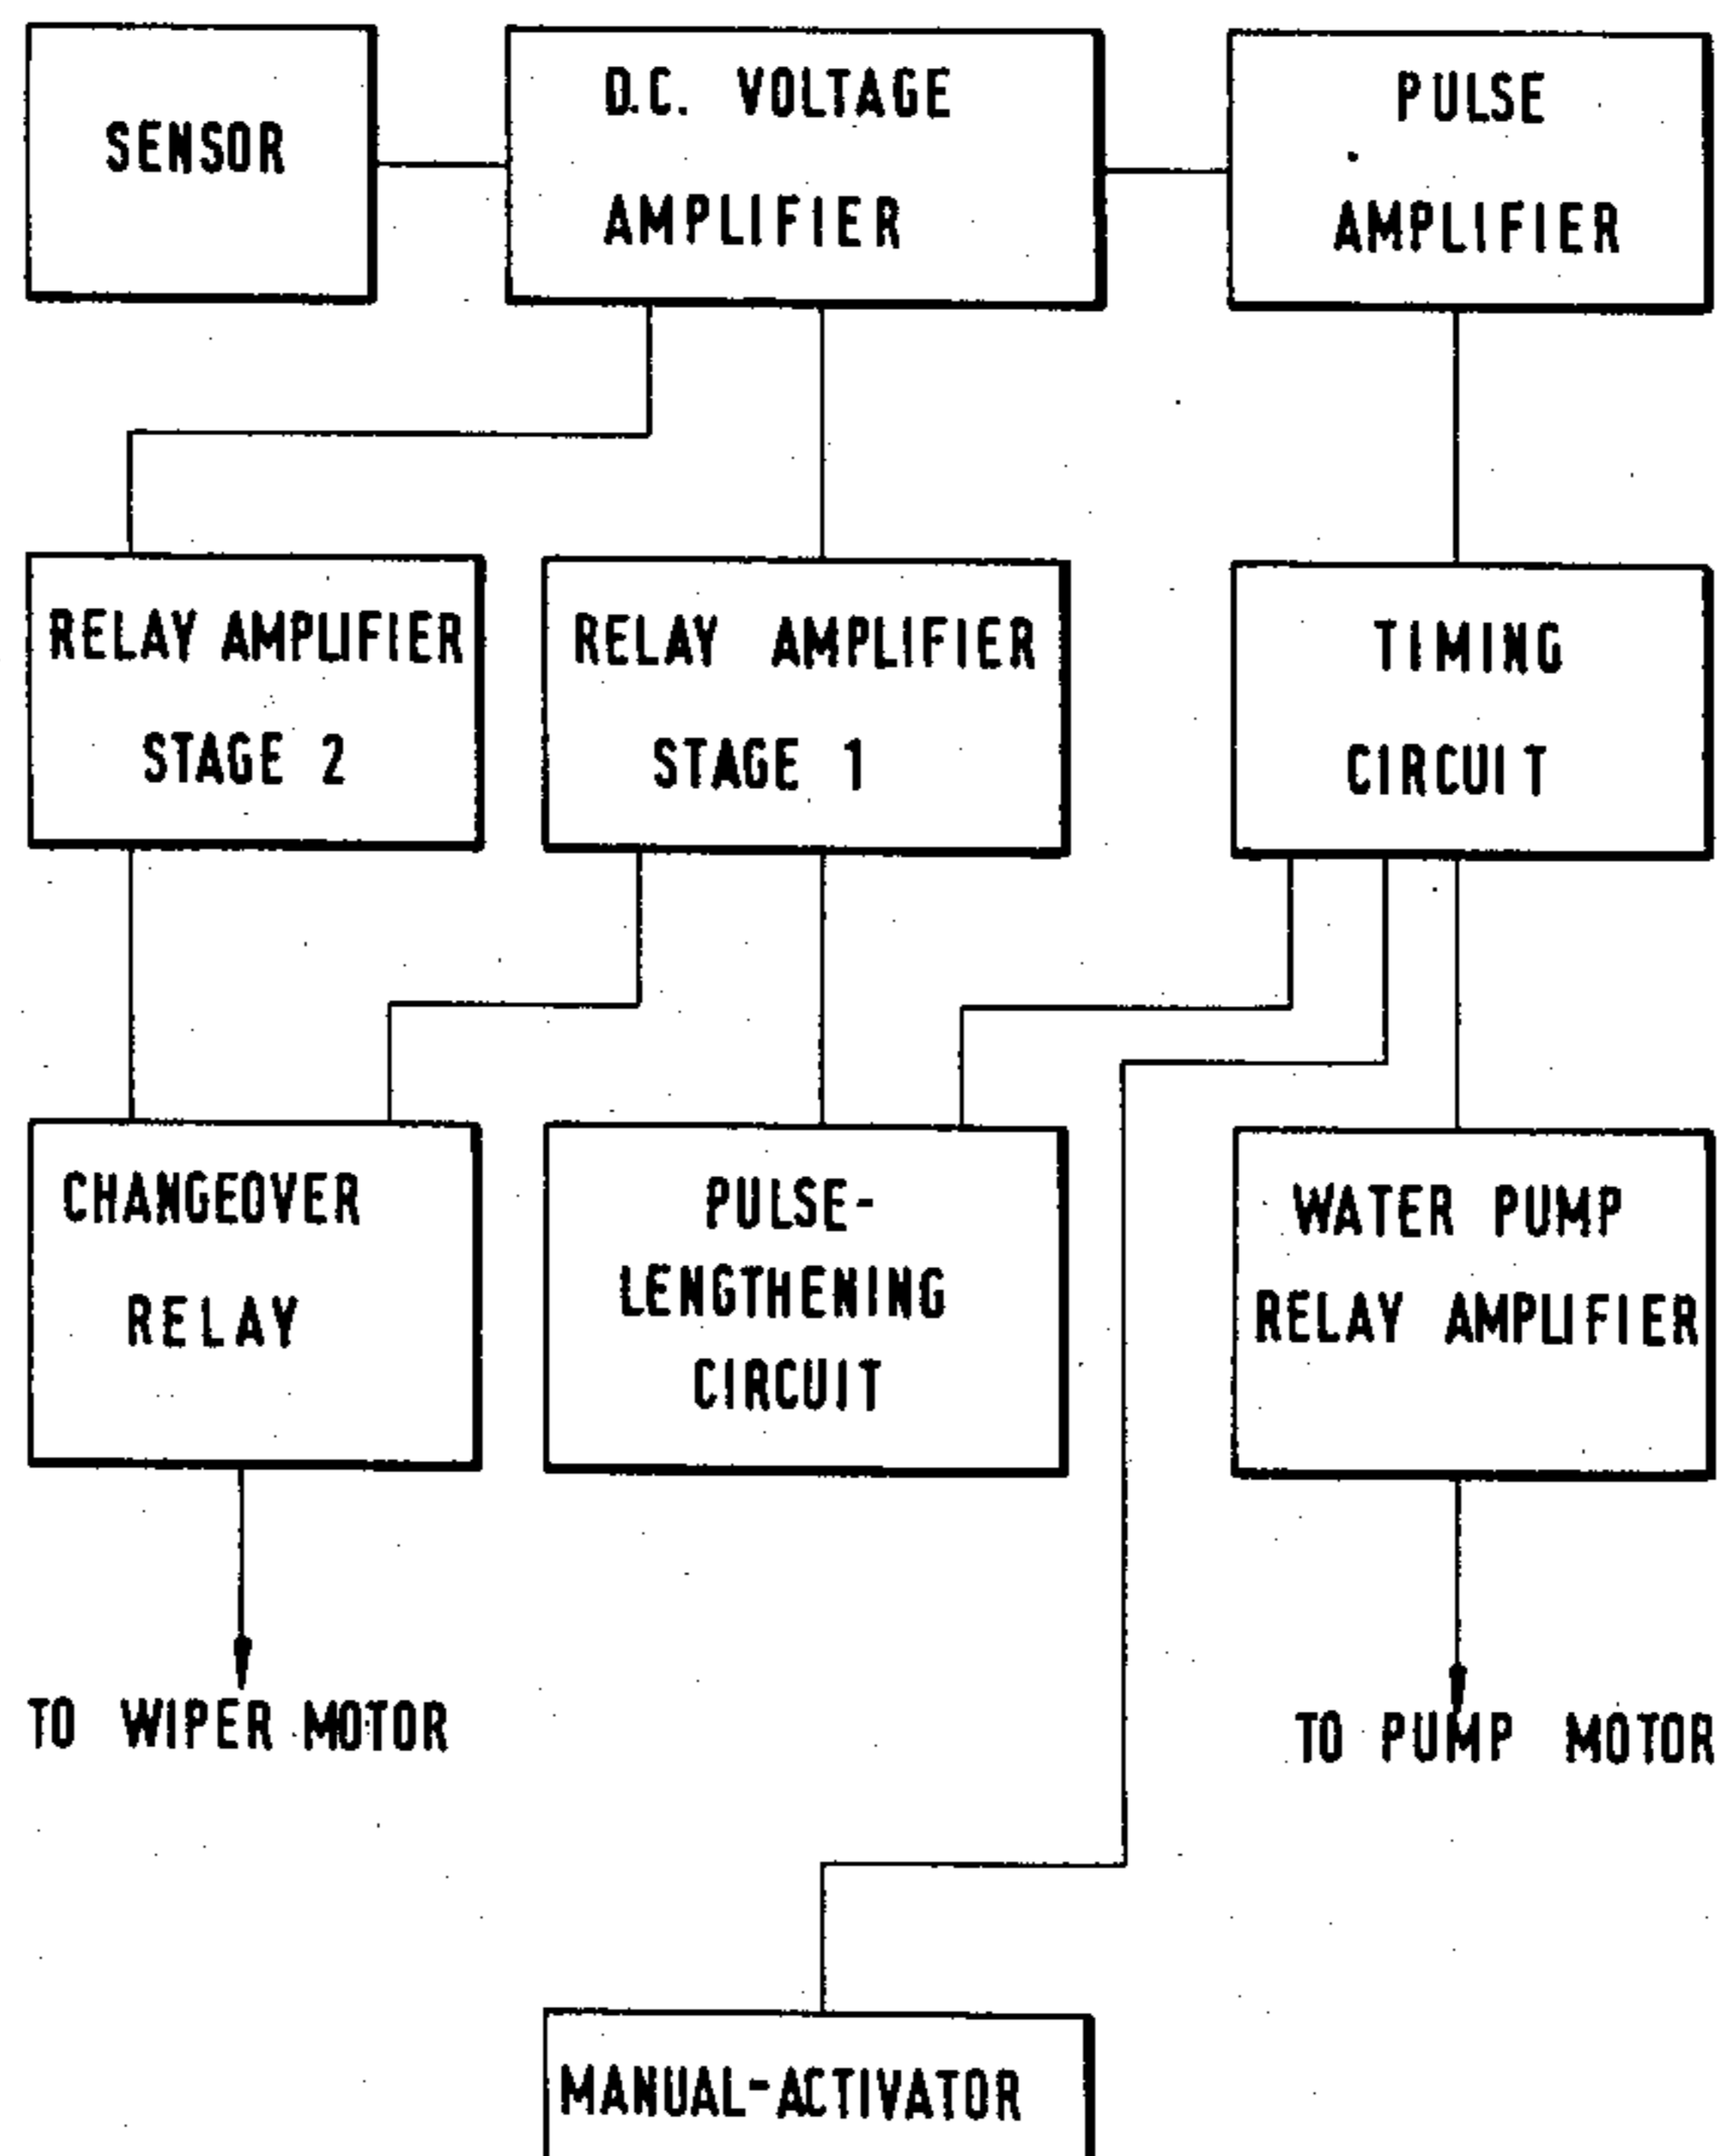 SENSOR
D.C. VOLTAGE
AMPLIFIER
PULSE
AMPLIFIER
RELAY AMPLIFIER
STAGE 2
RELAY AMPLIFIER
STAGE 1
TIMING
CIRCUIT
CHANGEOVER
RELAY
PULSE-
LENGTHENING
CIRCUIT
WATER PUMP
RELAY AMPLIFIER
TO WIPER MOTOR
TO PUMP MOTOR
MANUAL-ACTIVATOR